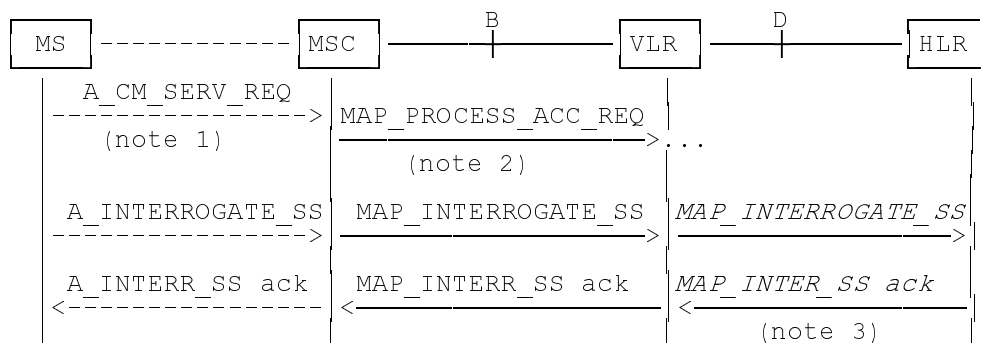 B D
MS MSC VLR HLR
A_CM_SERV_REQ
(note 1)
MAP_PROCESS_ACC_REQ
...
(note 2)
A_INTERROGATE_SS MAP_INTERROGATE_SS MAP_INTERROGATE_SS
A_INTERR_SS ack MAP_INTERR_SS ack MAP_INTER_SS ack
(note 3)